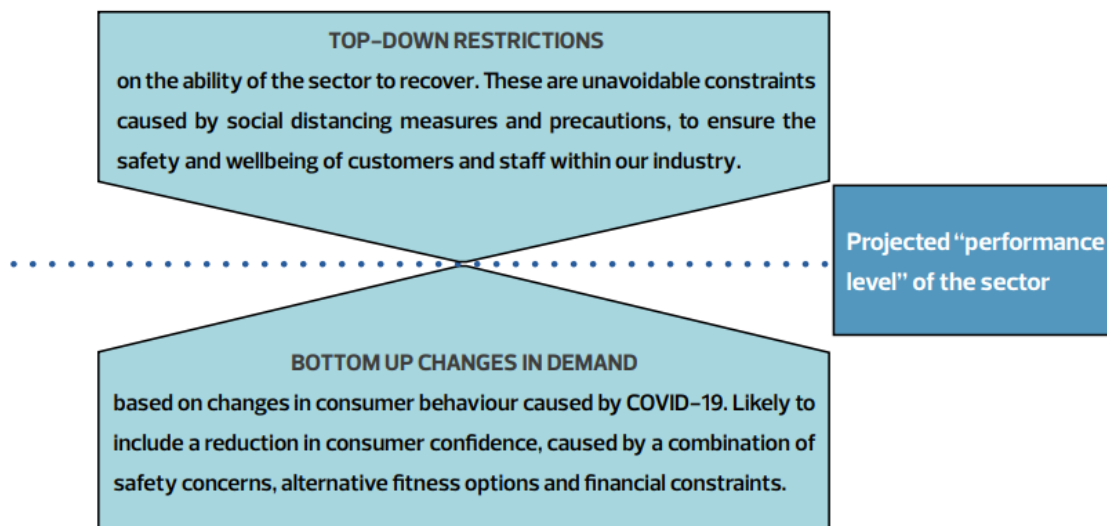 TOP-DOWN RESTRICTIONS
on the ability of the sector to recover. These are unavoidable constraints
caused by social distancing measures and precautions, to ensure the
safety and wellbeing of customers and staff within our industry.
Projected “performance
level” of the sector
BOTTOM UP CHANGES IN DEMAND
based on changes in consumer behaviour caused by COVID-19. Likely to
include a reduction in consumer confidence, caused by a combination of
safety concerns, alternative fitness options and financial constraints.